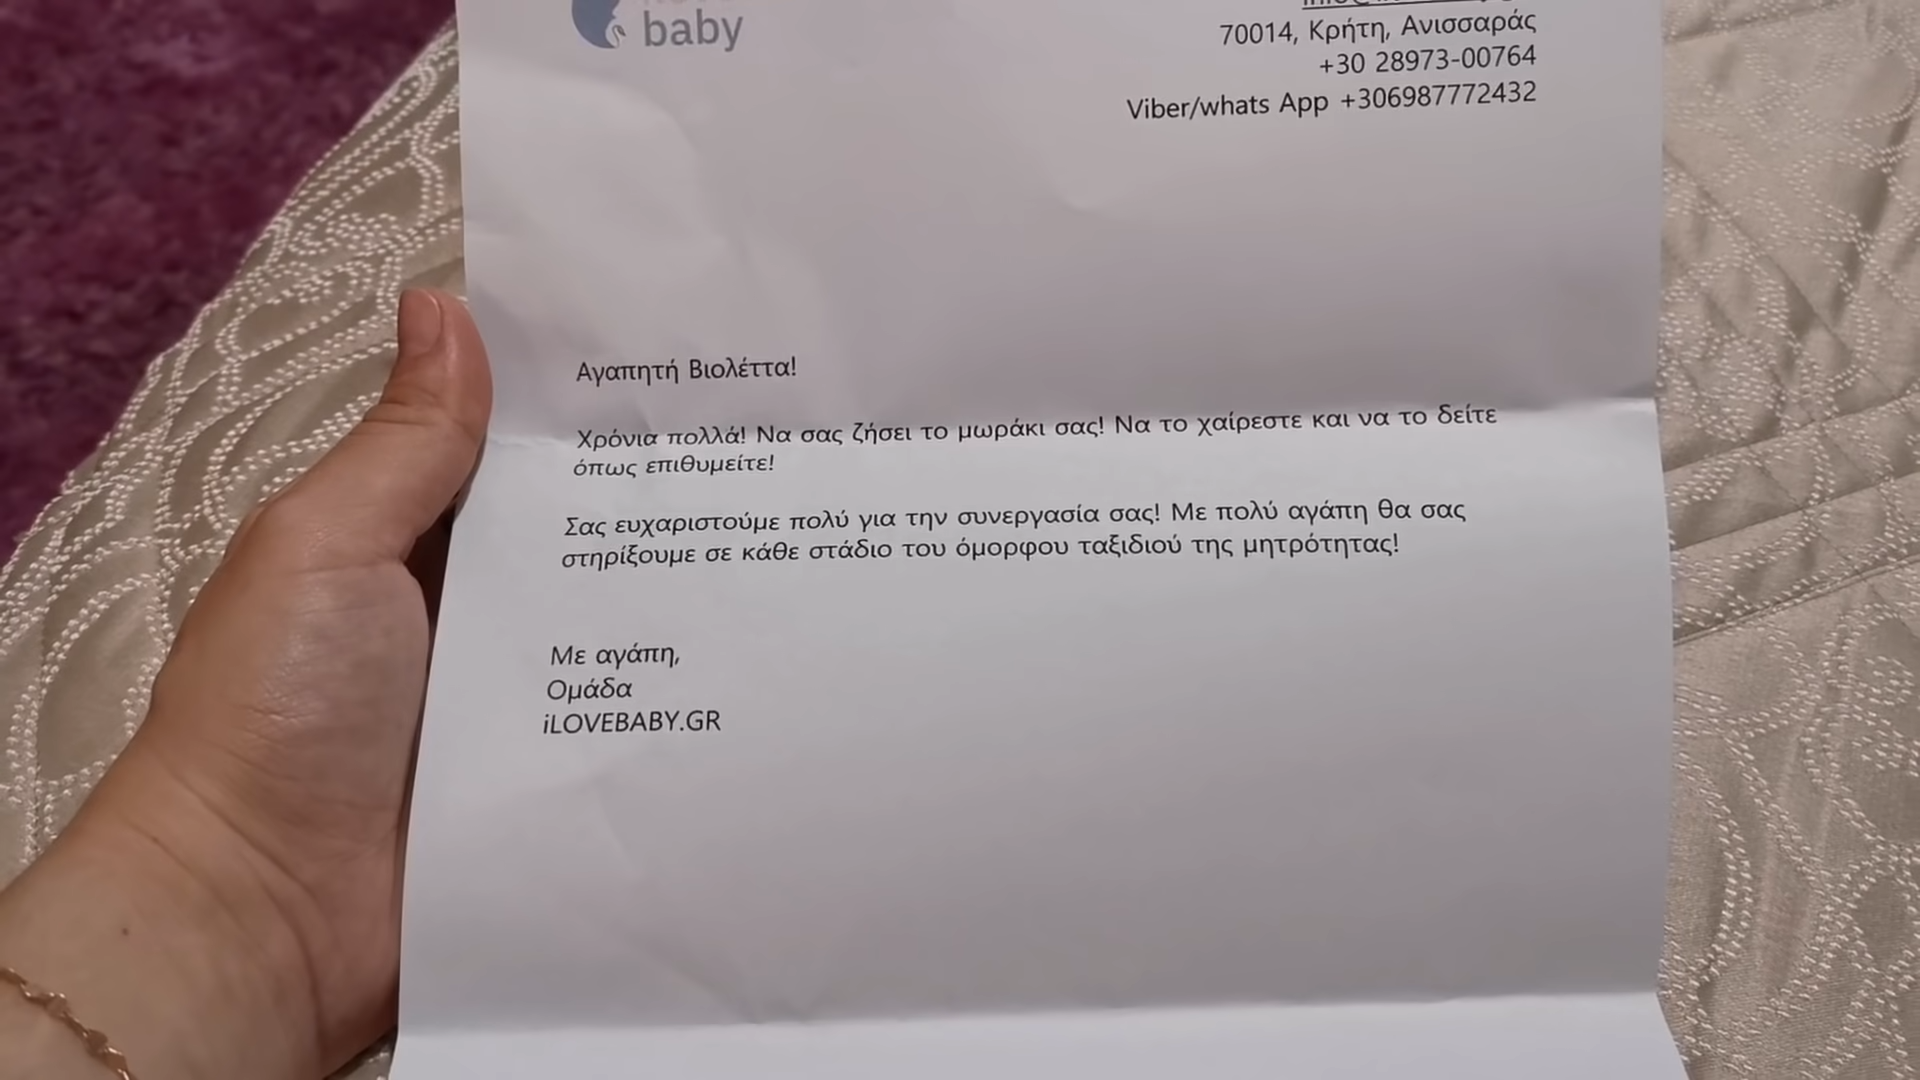 baby
70014, Κρήτη, Ανισσαράς
+30 28973-00764
Viber/whats App +306987772432
Αγαπητή Βιολέττα!
Χρόνια πολλά! Να σας ζήσει το μωράκι σας! Να το χαίρεστε και να το δείτε
όπως επιθυμείτε!
Σας ευχαριστούμε πολύ για την συνεργασία σας! Με πολύ αγάπη θα σας
στηρίξουμε σε κάθε στάδιο του όμορφου ταξιδιού της μητρότητας!
Με αγάπη,
Ομάδα
iLOVEBABY.GR